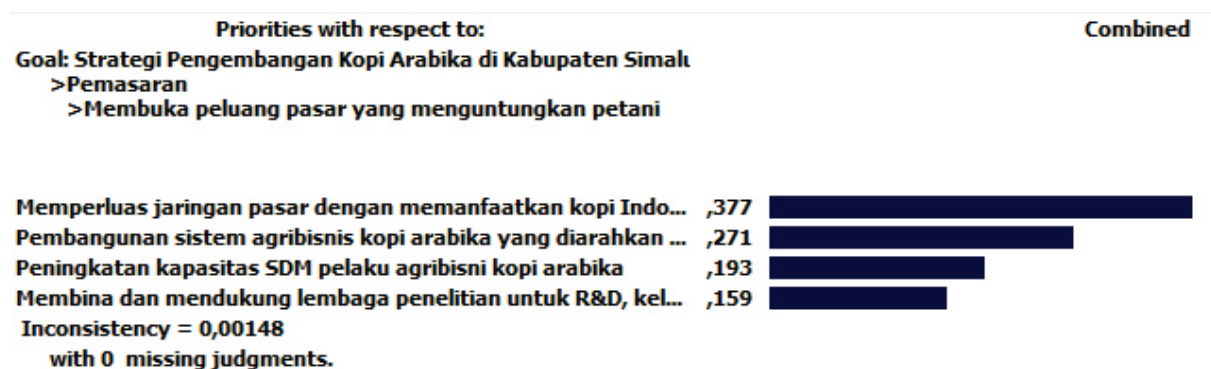 Priorities with respect to: Combined
Goal: Strategi Pengembangan Kopi Arabika di Kabupaten Simalu
>Pemasaran
>Membuka peluang pasar yang menguntungkan petani
Memperluas jaringan pasar dengan memanfaatkan kopi Indo... ,377
Pembangunan sistem agribisnis kopi arabika yang diarahkan ... ,271
Peningkatan kapasitas SDM pelaku agribisni kopi arabika ,193
Membina dan mendukung lembaga penelitian untuk R&D, kel... ,159
Inconsistency = 0,00148
with 0 missing judgments.